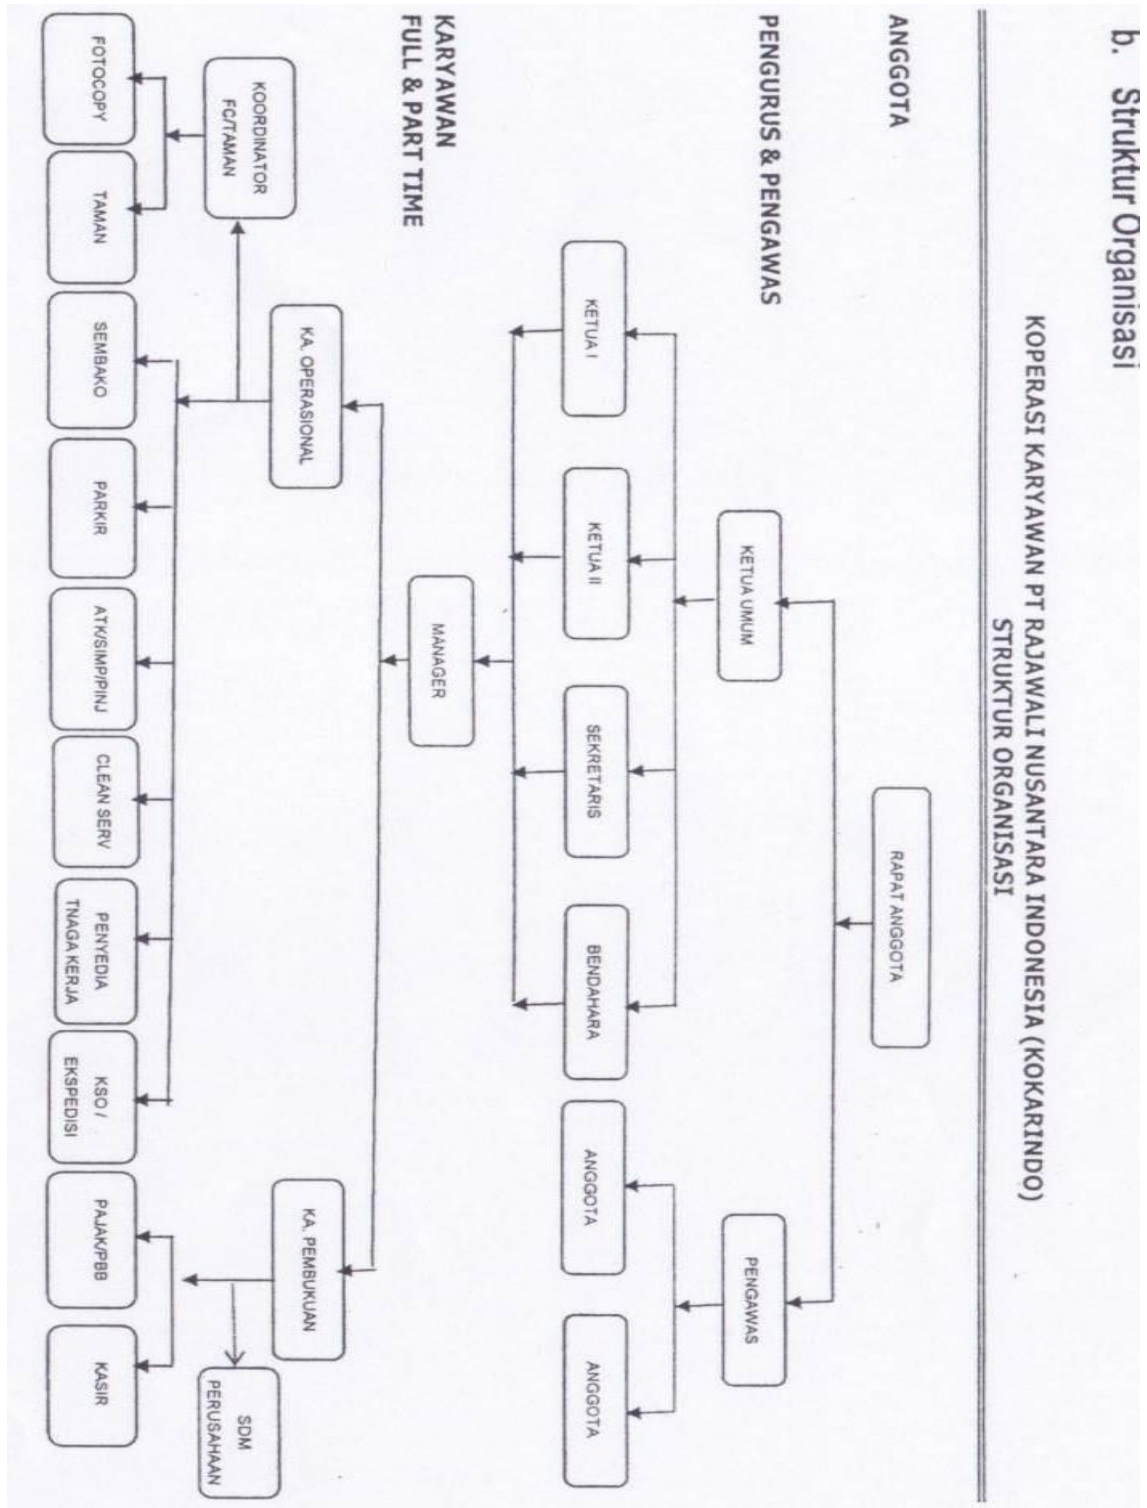 b. Struktur Organisasi
KOPERASI KARYAWAN PT RAJAWALI NUSANTARA INDONESIA (KOKARINDO)
STRUKTUR ORGANISASI
ANGGOTA
RAPAT ANGGOTA
PENGURUS & PENGAWAS
KETUA UMUM
PENGAWAS
KETUA I
KETUA II
SEKRETARIS
BENDAHARA
ANGGOTA
ANGGOTA
KARYAWAN
FULL & PART TIME
MANAGER
KA. OPERASIONAL
KA. PEMBUKUAN
KOORDINATOR
FC/TAMAN
SDM
PERUSAHAAN
FOTOCOPY
TAMAN
SEMBAKO
PARKIR
ATK/SIMP/PINJ
CLEAN SERV
PENYEDIA
TNAGA KERJA
KSO /
EKSPEDISI
PAJAK/PBB
KASIR